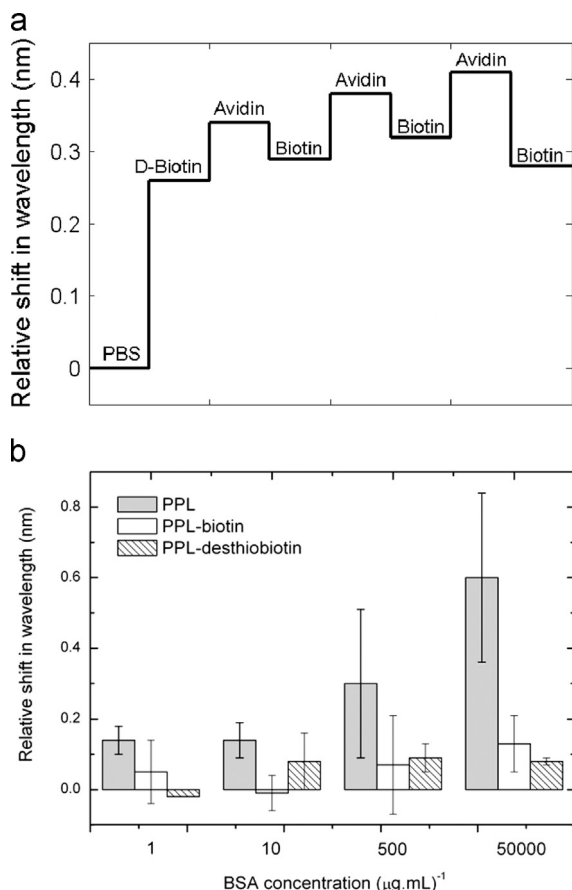 a
Relative shift in wavelength (nm)
0.4
0.3
0.2
0.1
0
PBS
D-Biotin
Avidin
Biotin
Avidin
Biotin
Avidin
Biotin
b
Relative shift in wavelength (nm)
0.8
0.6
0.4
0.2
0.0
PPL
PPL-biotin
PPL-desthiobiotin
1 10 500 50000
BSA concentration (µg.mL)⁻¹